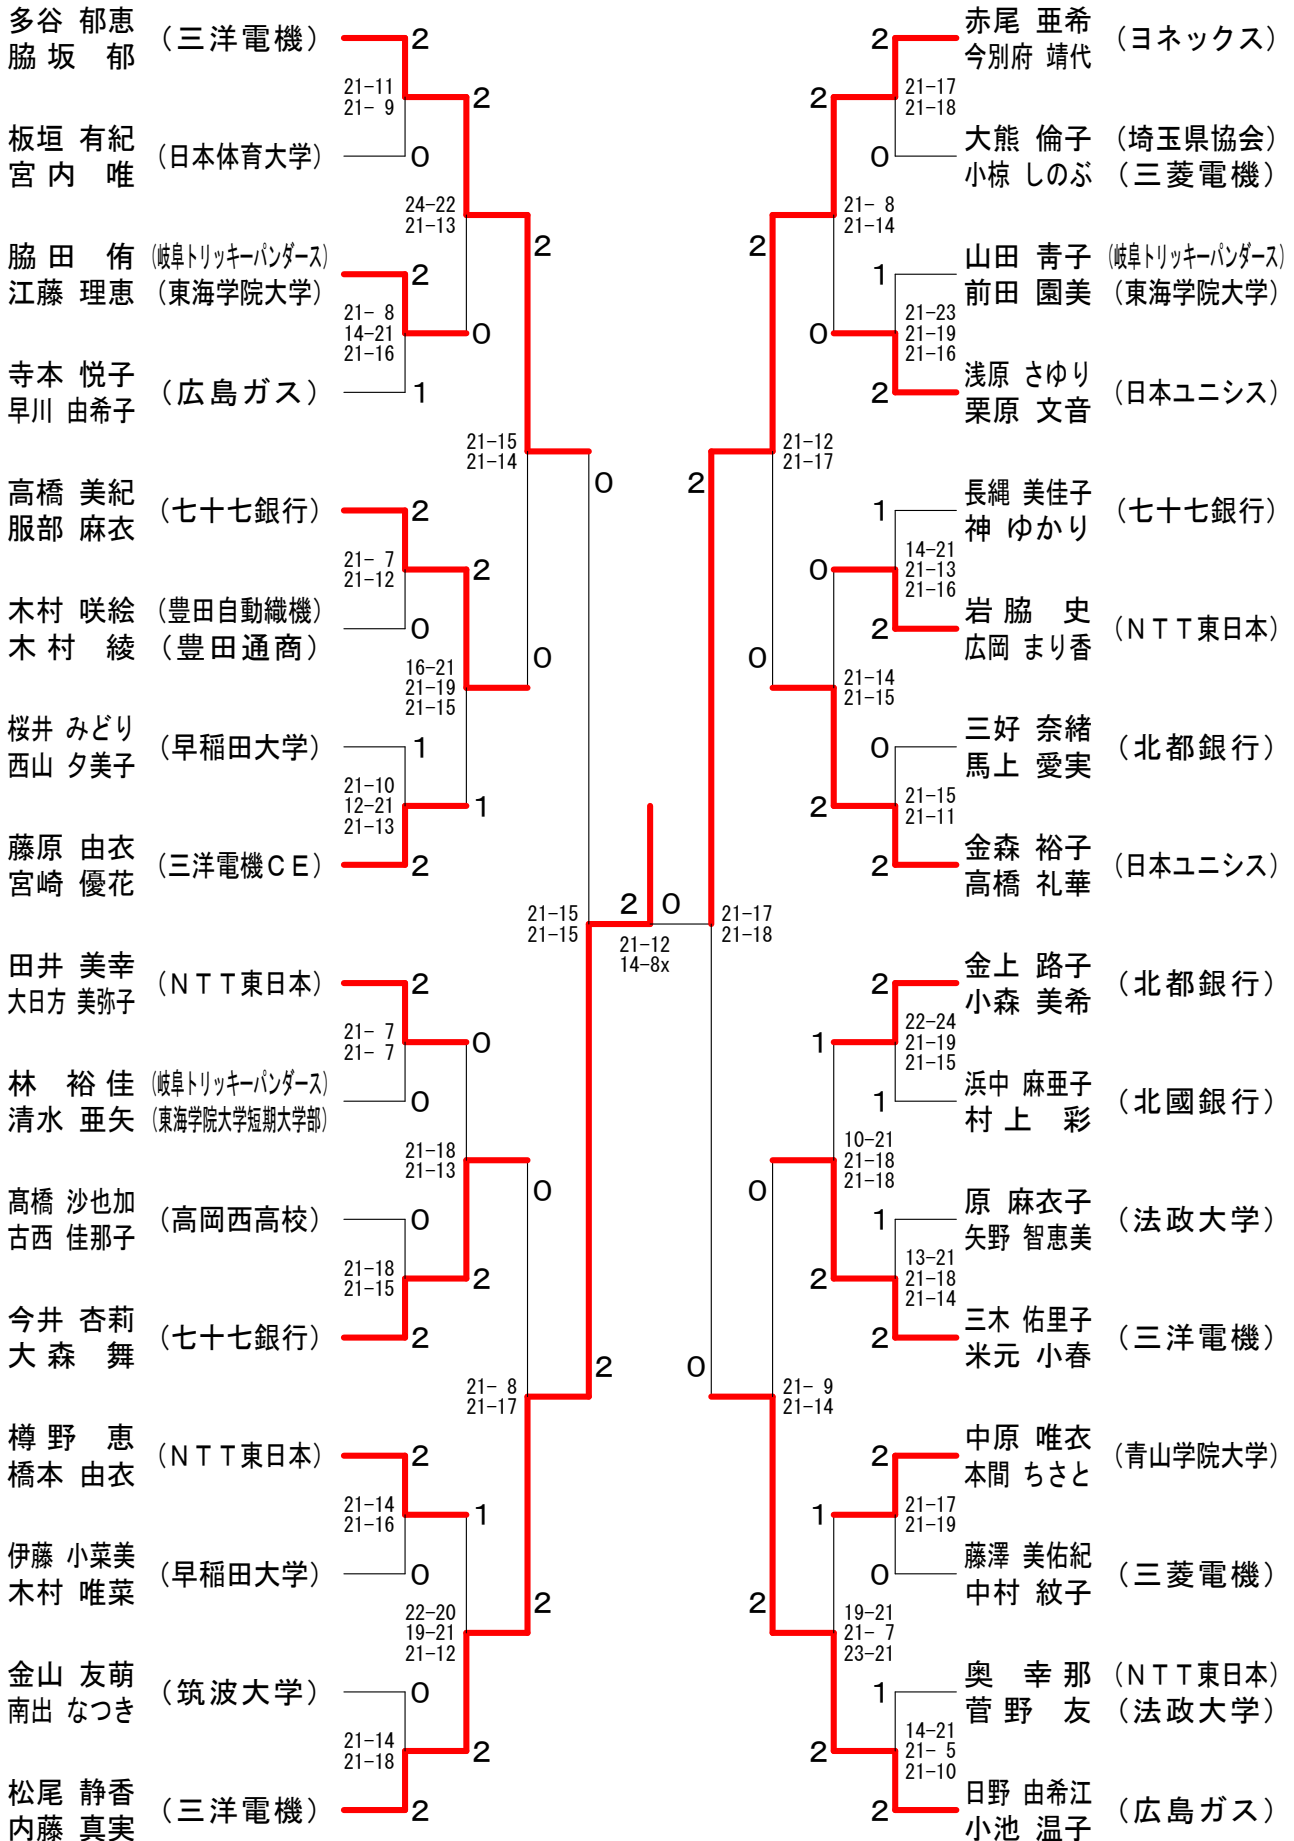 多谷 郁恵
脇坂 郁
(三洋電機)
2
21-11
21- 9
2
板垣 有紀
宮内 唯
(日本体育大学)
0
24-22
21-13
2
脇田 侑 (岐阜トリッキーパンダース)
江藤 理恵 (東海学院大学)
2
21- 8
14-21
21-16
0
寺本 悦子
早川 由希子
(広島ガス)
1
21-15
21-14
0
高橋 美紀
服部 麻衣
(七十七銀行)
2
21- 7
21-12
2
木村 咲絵 (豊田自動織機)
木村 綾 (豊田通商)
0
16-21
21-19
21-15
0
桜井 みどり
西山 夕美子
(早稲田大学)
1
21-10
12-21
21-13
1
藤原 由衣
宮崎 優花
(三洋電機CE)
2
21-15
21-15
2
0
21-12
14-8x
田井 美幸
大日方 美弥子
(NTT東日本)
2
21- 7
21- 7
0
林 裕佳 (岐阜トリッキーパンダース)
清水 亜矢 (東海学院大学短期大学部)
0
21-18
21-13
0
髙橋 沙也加
古西 佳那子
(高岡西高校)
0
21-18
21-15
2
今井 杏莉
大森 舞
(七十七銀行)
2
21- 8
21-17
2
樽野 恵
橋本 由衣
(NTT東日本)
2
21-14
21-16
1
伊藤 小菜美
木村 唯菜
(早稲田大学)
0
22-20
19-21
21-12
2
金山 友萌
南出 なつき
(筑波大学)
0
21-14
21-18
2
松尾 静香
内藤 真実
(三洋電機)
2
赤尾 亜希
今別府 靖代
(ヨネックス)
2
21-17
21-18
2
大熊 倫子 (埼玉県協会)
小椋 しのぶ (三菱電機)
0
21- 8
21-14
2
山田 青子 (岐阜トリッキーパンダース)
前田 園美 (東海学院大学)
1
21-23
21-19
21-16
0
浅原 さゆり
栗原 文音
(日本ユニシス)
2
21-12
21-17
2
長縄 美佳子
神 ゆかり
(七十七銀行)
1
14-21
21-13
21-16
0
岩脇 史
広岡 まり香
(NTT東日本)
2
21-14
21-15
0
三好 奈緒
馬上 愛実
(北都銀行)
0
21-15
21-11
2
金森 裕子
高橋 礼華
(日本ユニシス)
2
21-17
21-18
金上 路子
小森 美希
(北都銀行)
2
22-24
21-19
21-15
1
浜中 麻亜子
村上 彩
(北國銀行)
1
10-21
21-18
21-18
0
原 麻衣子
矢野 智恵美
(法政大学)
1
13-21
21-18
21-14
2
三木 佑里子
米元 小春
(三洋電機)
2
21- 9
21-14
0
中原 唯衣
本間 ちさと
(青山学院大学)
2
21-17
21-19
1
藤澤 美佑紀
中村 紋子
(三菱電機)
0
19-21
21- 7
23-21
2
奥 幸那 (NTT東日本)
菅野 友 (法政大学)
1
14-21
21- 5
21-10
2
日野 由希江
小池 温子
(広島ガス)
2